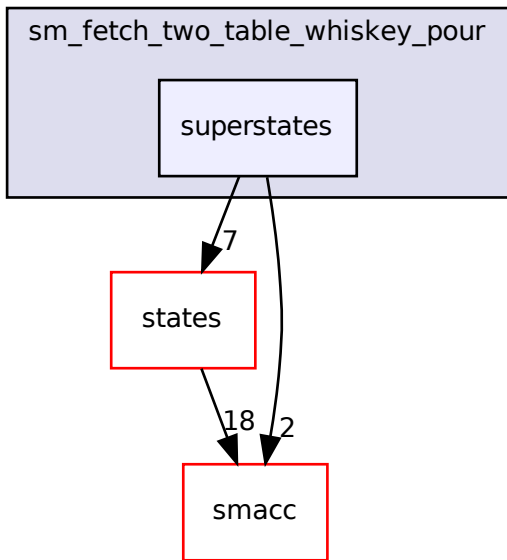 sm_fetch_two_table_whiskey_pour
superstates
7
states
18
2
smacc